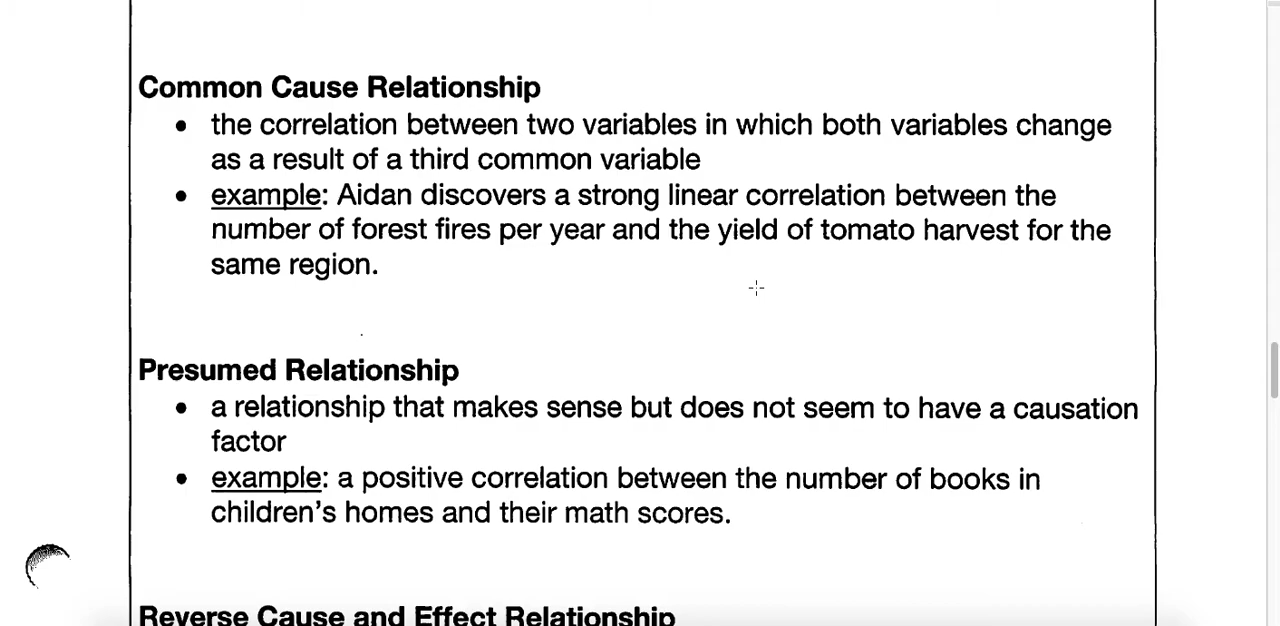 Common Cause Relationship
• the correlation between two variables in which both variables change
as a result of a third common variable
• example: Aidan discovers a strong linear correlation between the
number of forest fires per year and the yield of tomato harvest for the
same region.
Presumed Relationship
• a relationship that makes sense but does not seem to have a causation
factor
• example: a positive correlation between the number of books in
children's homes and their math scores.
Reverse Cause and Effect Relationship